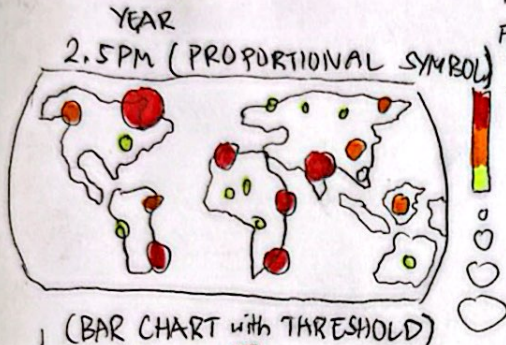 YEAR
2.5PM (PROPORTIONAL SYMBOL)
(BAR CHART with THRESHOLD)